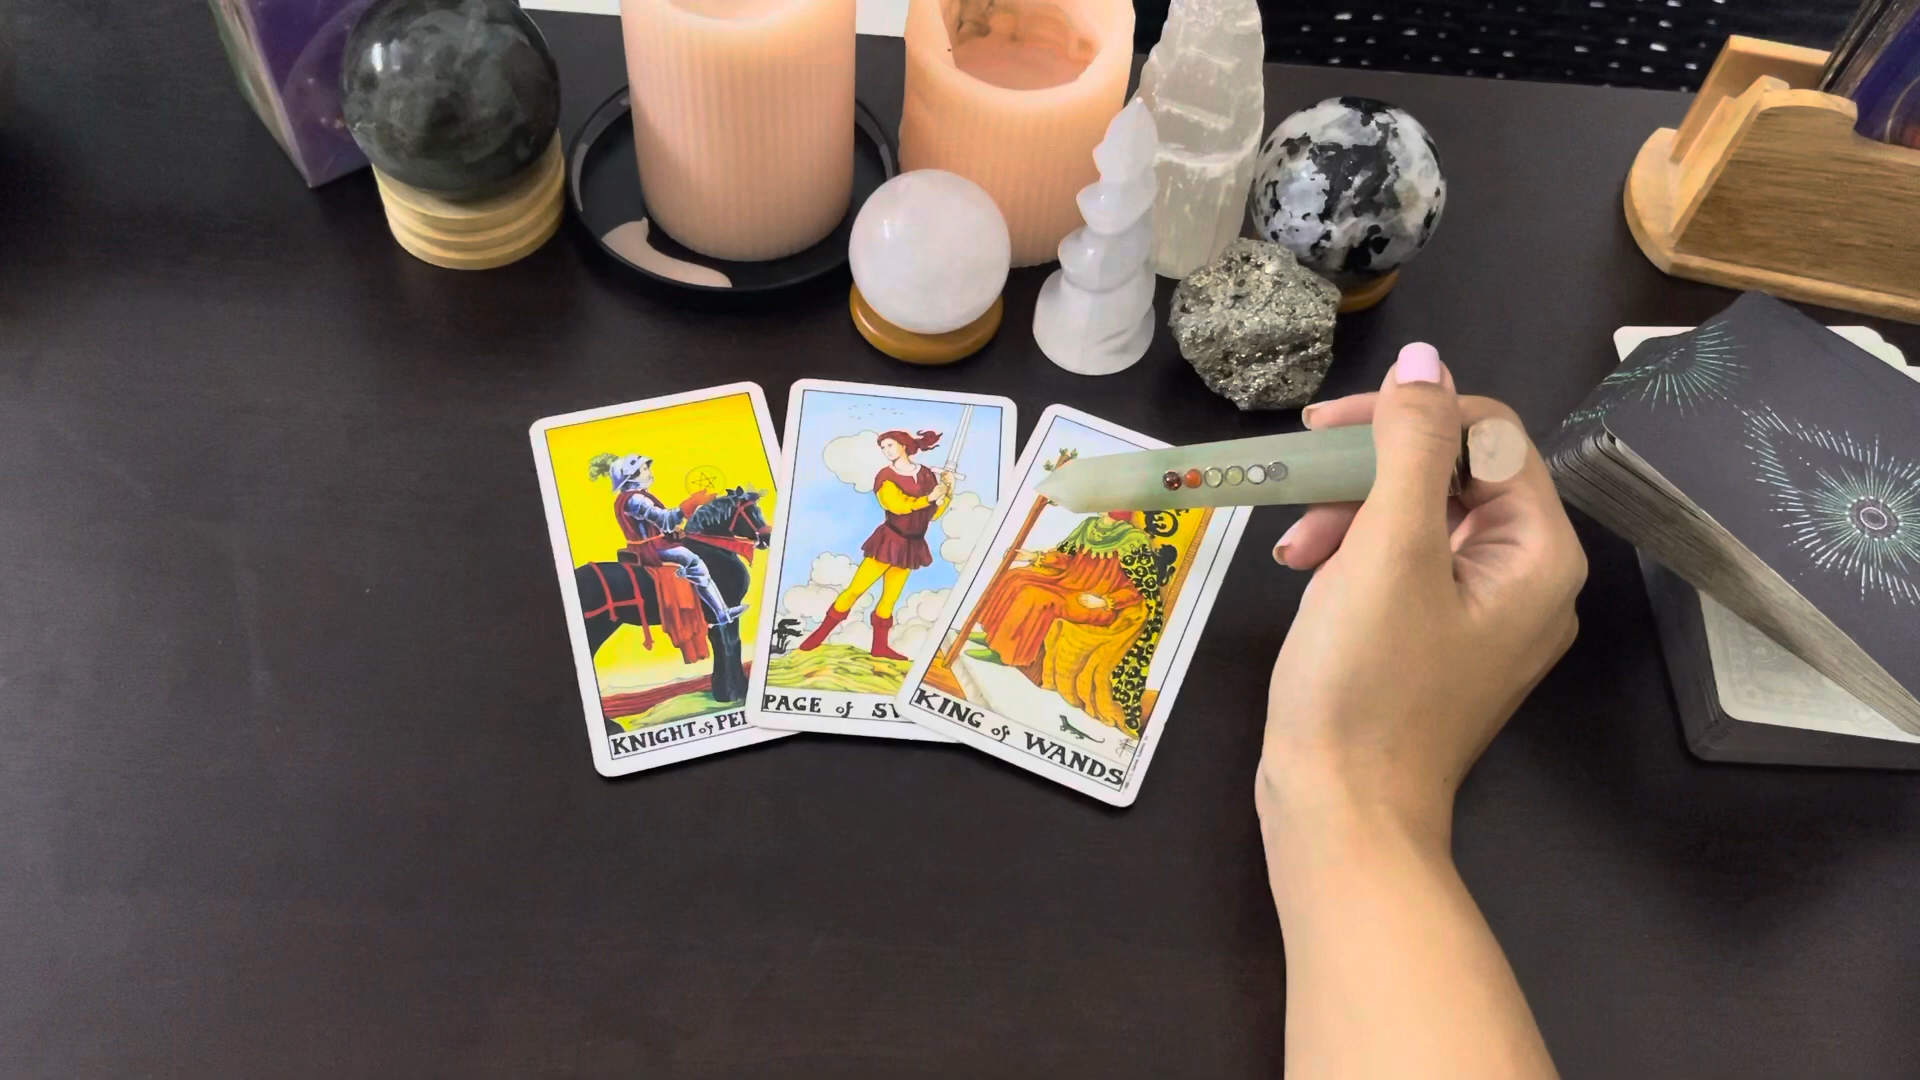 KNIGHT of PE
PAGE of S
KING of WANDS